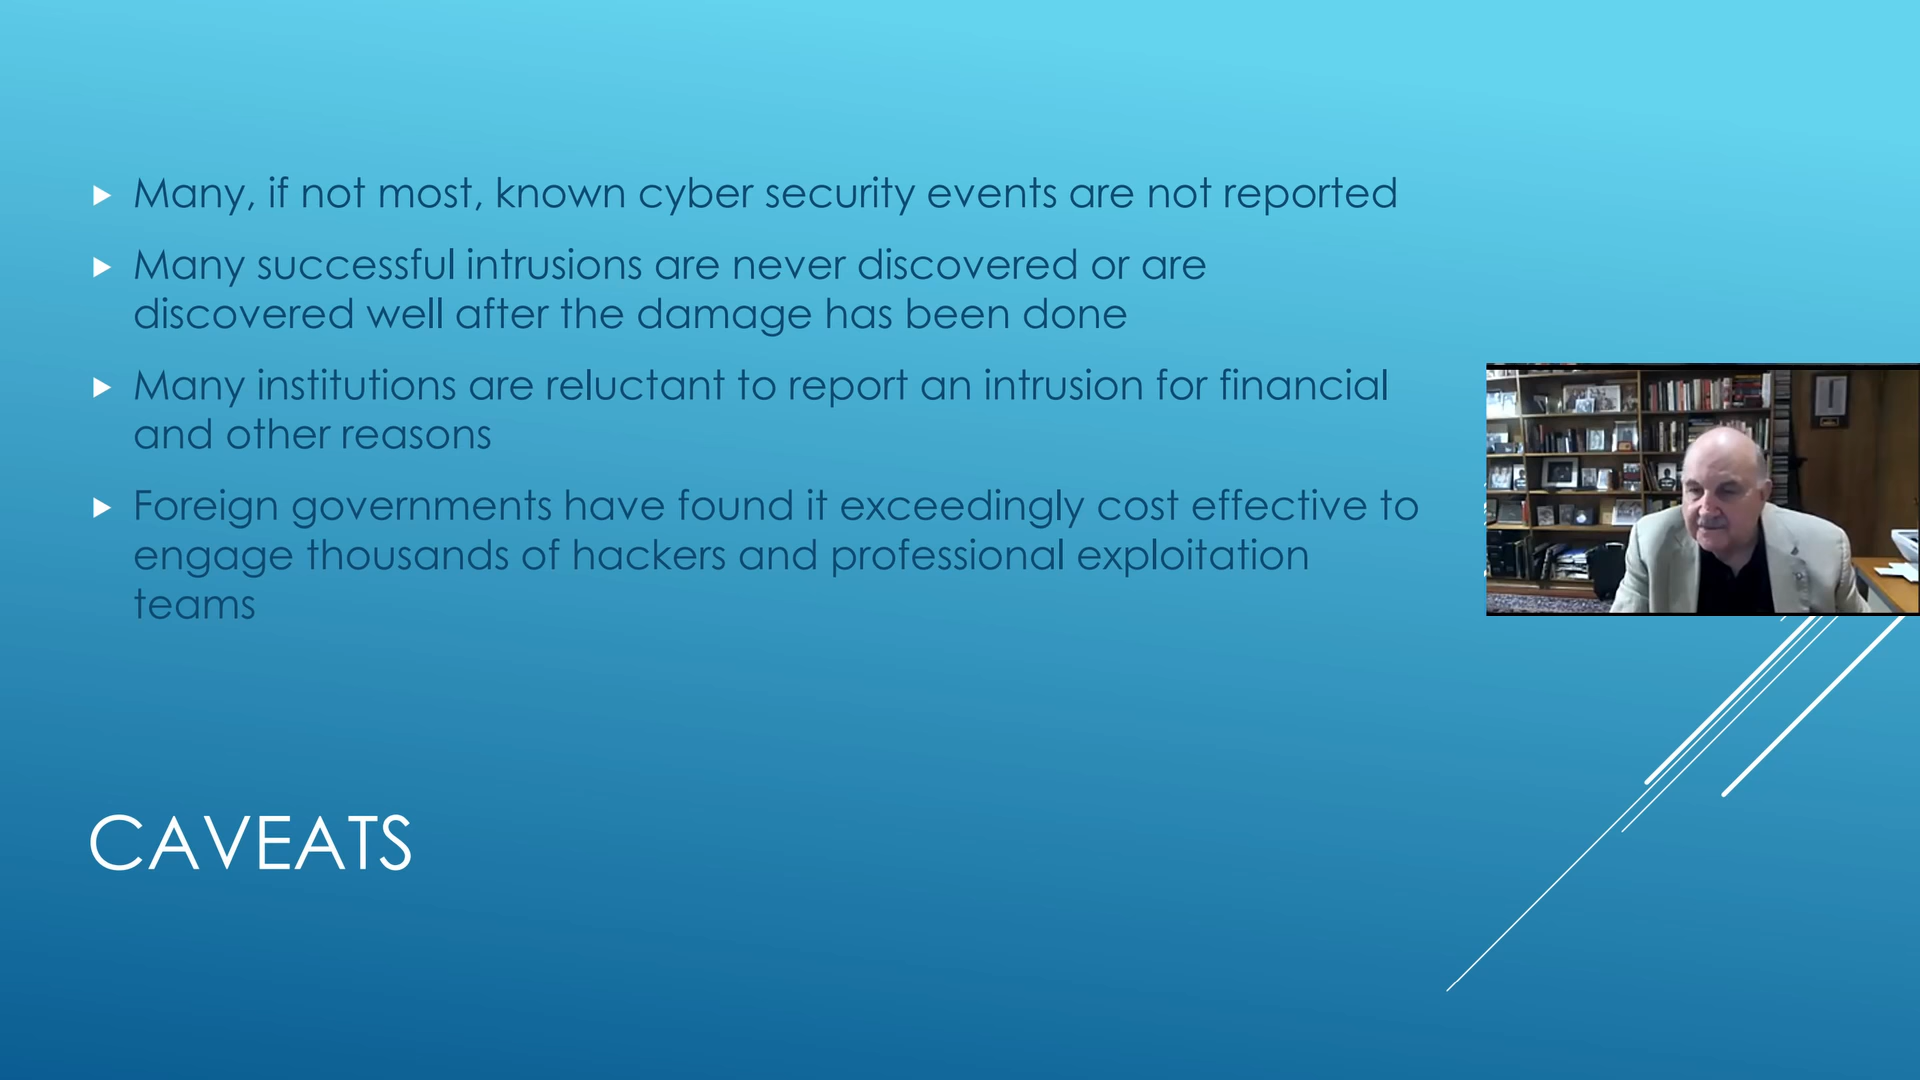 Many, if not most, known cyber security events are not reported
Many successful intrusions are never discovered or are
discovered well after the damage has been done
Many institutions are reluctant to report an intrusion for financial
and other reasons
Foreign governments have found it exceedingly cost effective to
engage thousands of hackers and professional exploitation
teams
CAVEATS